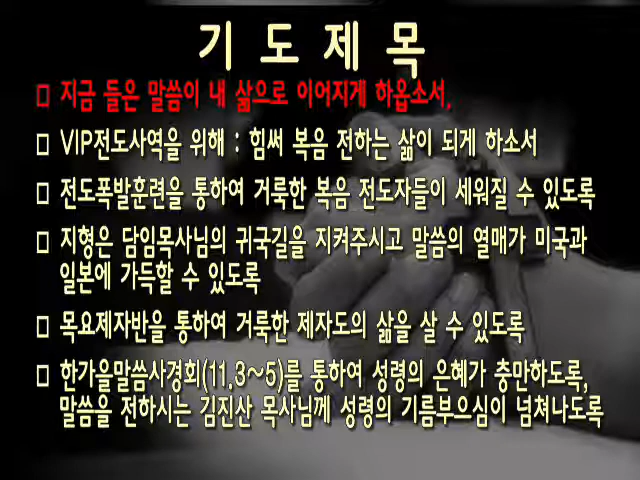 기 도 제 목
□ 지금 들은 말씀이 내 삶으로 이어지게 하옵소서.
□ VIP전도사역을 위해 : 힘써 복음 전하는 삶이 되게 하소서
□ 전도폭발훈련을 통하여 거룩한 복음 전도자들이 세워질 수 있도록
□ 지형은 담임목사님의 귀국길을 지켜주시고 말씀의 열매가 미국과
일본에 가득할 수 있도록
□ 목요제자반을 통하여 거룩한 제자도의 삶을 살 수 있도록
□ 한가을말씀사경회(11.3~5)를 통하여 성령의 은혜가 충만하도록,
말씀을 전하시는 김진산 목사님께 성령의 기름부으심이 넘쳐나도록